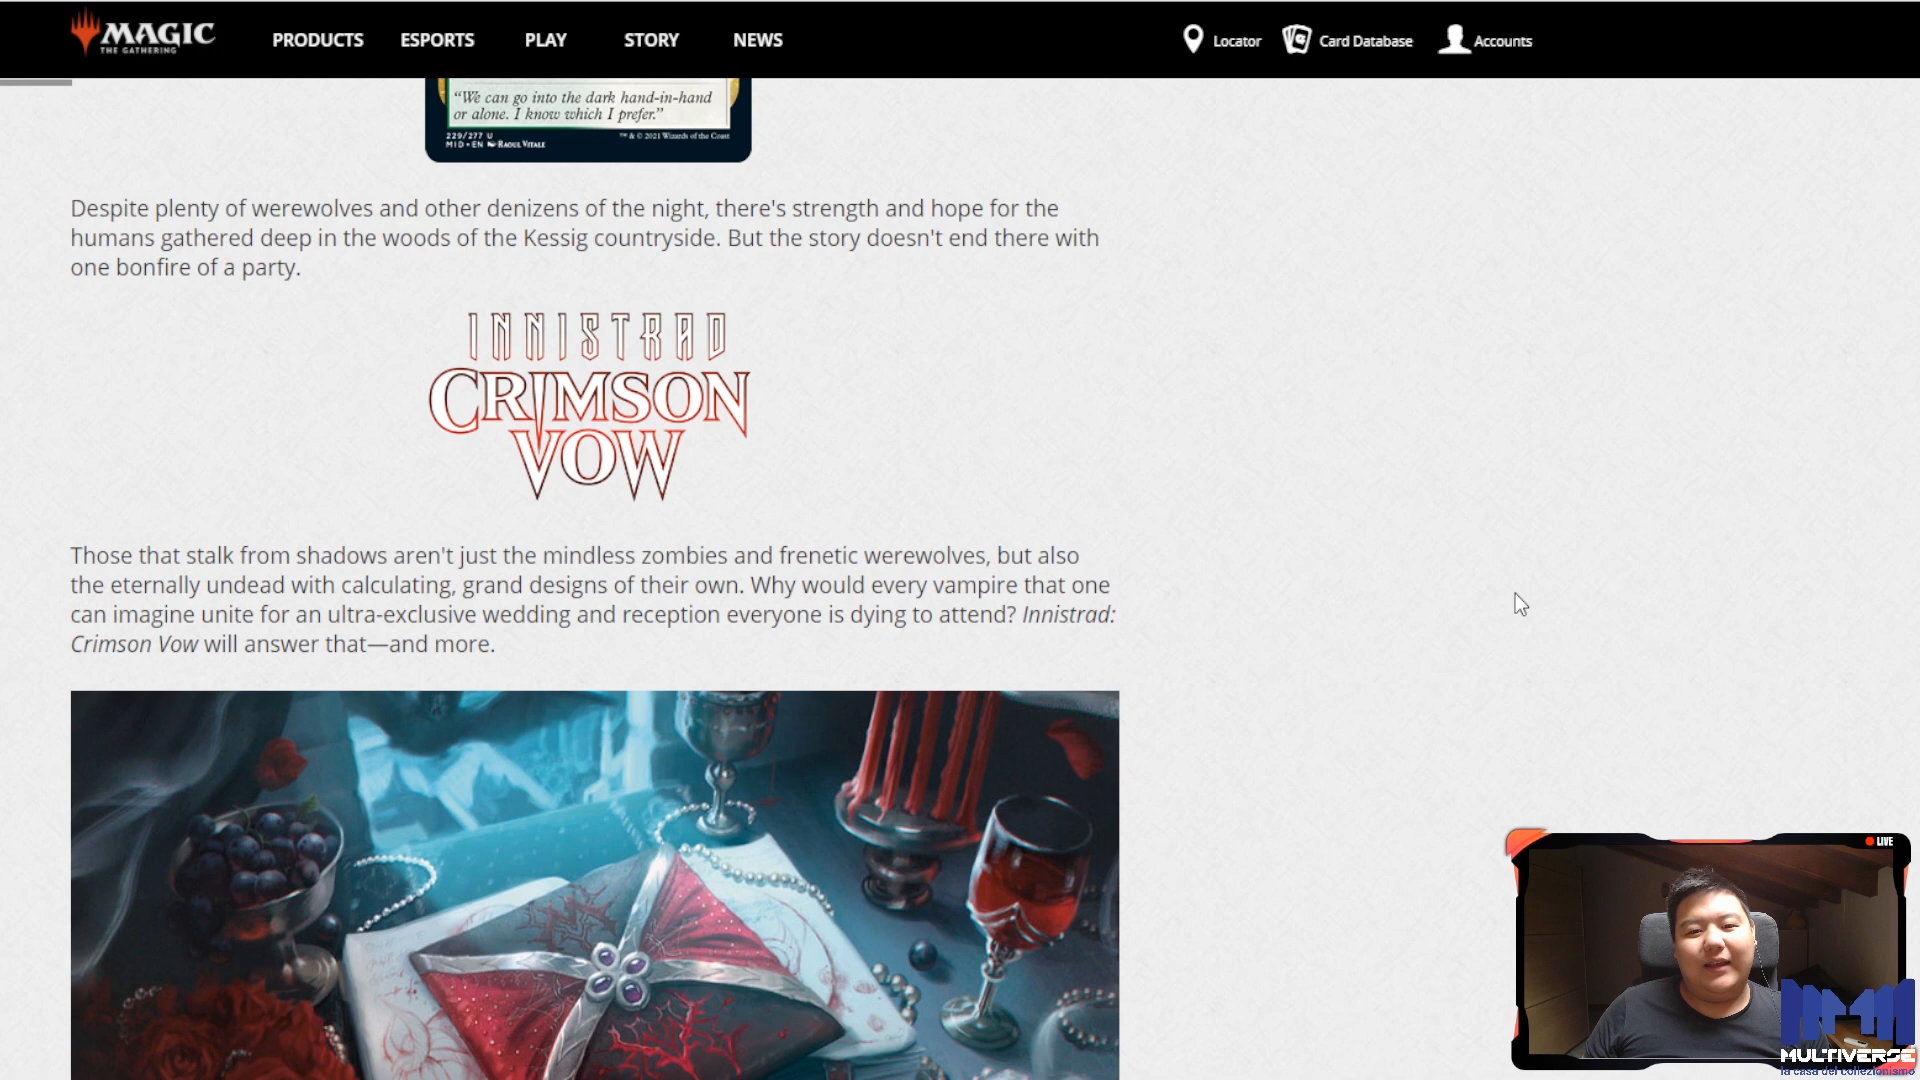 MAGIC
THE GATHERING
PRODUCTS
ESPORTS
PLAY
STORY
NEWS
Locator
Card Database
Accounts
“We can go into the dark hand-in-hand
or alone. I know which I prefer.”
229/277 U
MID • EN RAOUL VITALE
™ & © 2021 Wizards of the Coast
Despite plenty of werewolves and other denizens of the night, there's strength and hope for the
humans gathered deep in the woods of the Kessig countryside. But the story doesn't end there with
one bonfire of a party.
INNISTRAD
CRIMSON
VOW
Those that stalk from shadows aren't just the mindless zombies and frenetic werewolves, but also
the eternally undead with calculating, grand designs of their own. Why would every vampire that one
can imagine unite for an ultra-exclusive wedding and reception everyone is dying to attend? Innistrad:
Crimson Vow will answer that—and more.
LIVE
MULTIVERSE
la casa del collezionismo